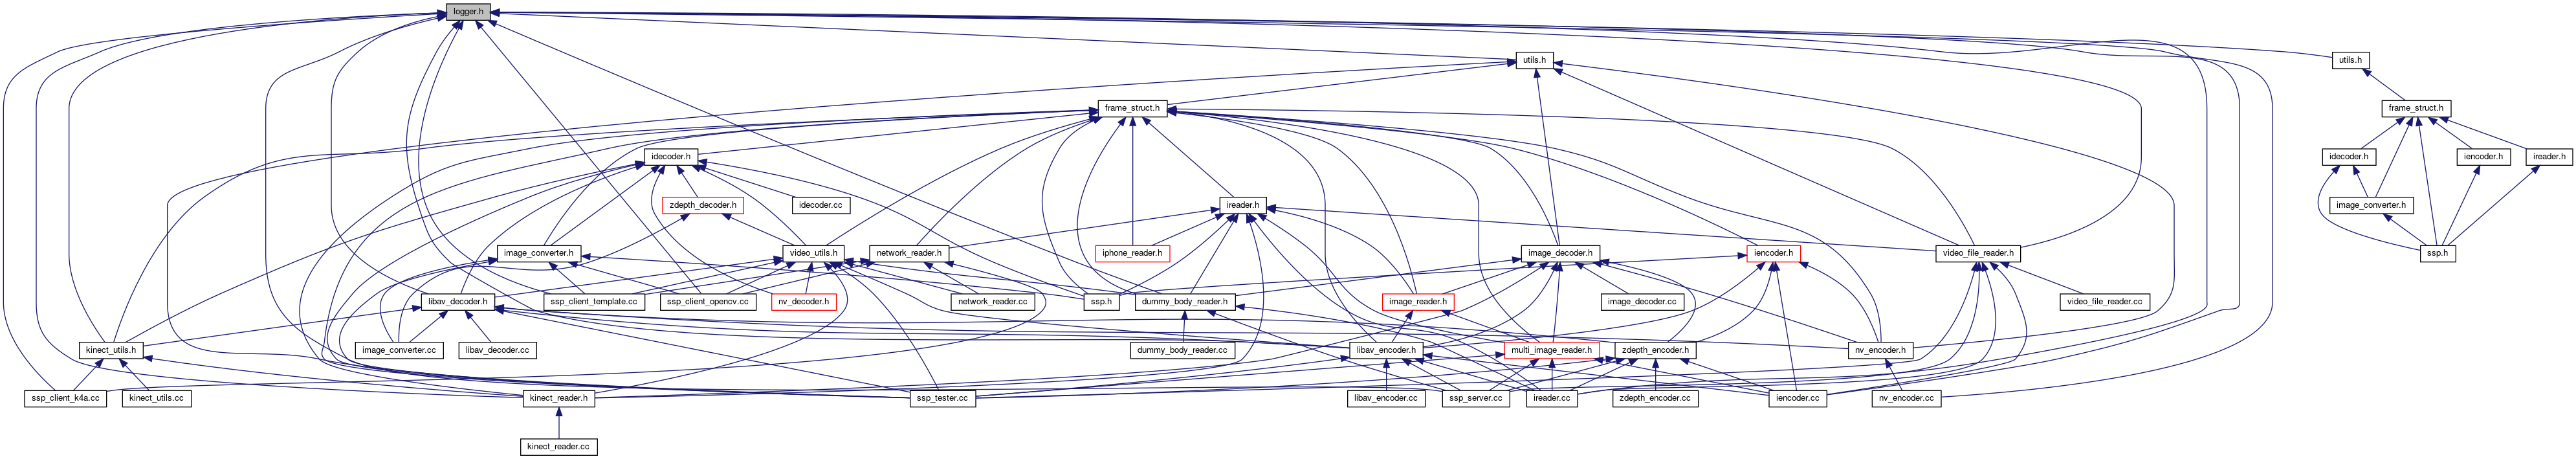 logger.h
utils.h
utils.h
frame_struct.h
frame_struct.h
idecoder.h
idecoder.h
iencoder.h
ireader.h
zdepth_decoder.h
idecoder.cc
ireader.h
image_converter.h
image_converter.h
video_utils.h
network_reader.h
iphone_reader.h
image_decoder.h
iencoder.h
video_file_reader.h
ssp.h
libav_decoder.h
ssp_client_template.cc
ssp_client_opencv.cc
nv_decoder.h
network_reader.cc
ssp.h
dummy_body_reader.h
image_reader.h
image_decoder.cc
video_file_reader.cc
kinect_utils.h
image_converter.cc
libav_decoder.cc
dummy_body_reader.cc
libav_encoder.h
multi_image_reader.h
zdepth_encoder.h
nv_encoder.h
ssp_client_k4a.cc
kinect_utils.cc
kinect_reader.h
ssp_tester.cc
libav_encoder.cc
ssp_server.cc
ireader.cc
zdepth_encoder.cc
iencoder.cc
nv_encoder.cc
kinect_reader.cc